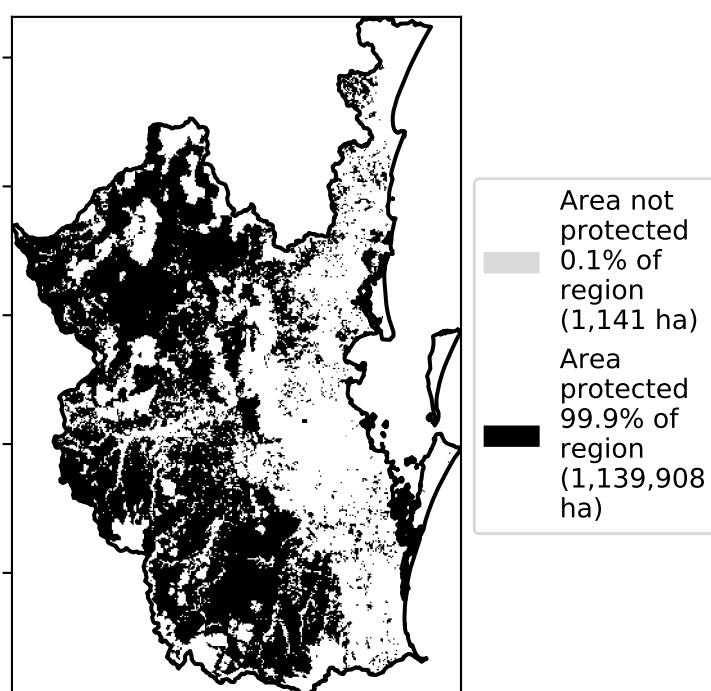 Area not
protected
0.1% of
region
(1,141 ha)
Area
protected
99.9% of
region
(1,139,908
ha)